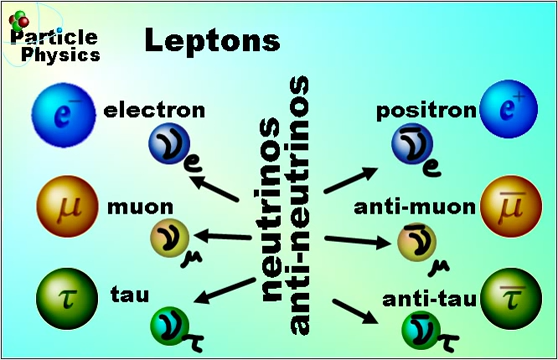 Particle
Physics
Leptons
e⁻ electron
ν e
μ muon
ν μ
τ tau
ν τ
neutrinos
anti-neutrinos
positron e⁺
ν̅ e
anti-muon μ̅
ν̅ μ
anti-tau τ̅
ν̅ τ